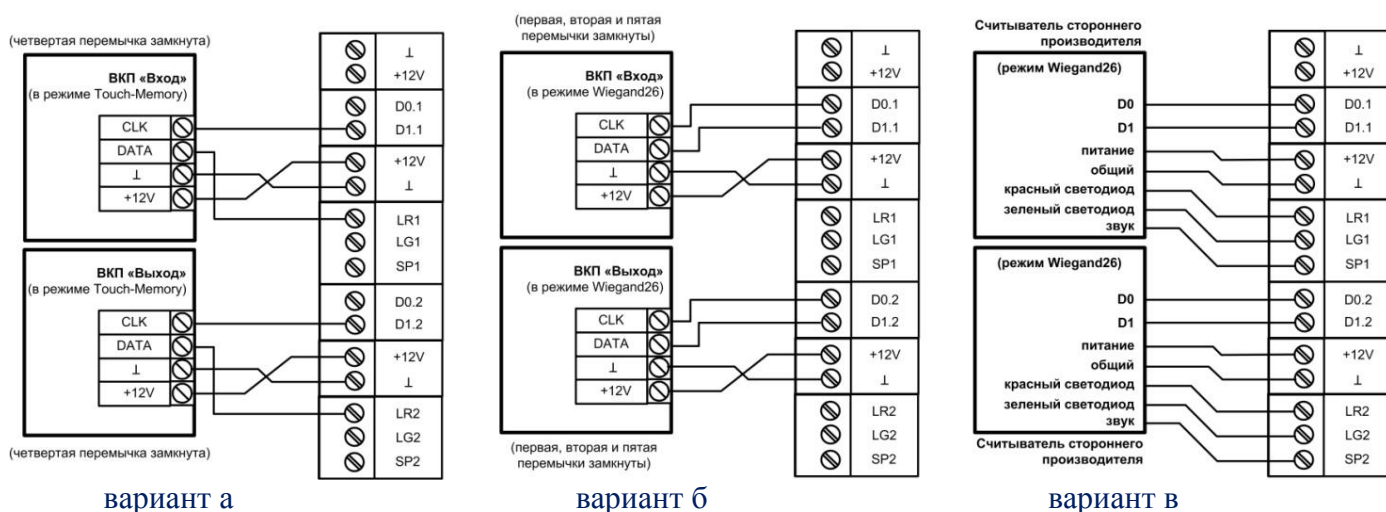 (четвертая перемычка замкнута)
ВКП «Вход»
(в режиме Touch-Memory)
CLK
DATA
⊥
+12V
ВКП «Выход»
(в режиме Touch-Memory)
CLK
DATA
⊥
+12V
(четвертая перемычка замкнута)
⊥
+12V
D0.1
D1.1
+12V
⊥
LR1
LG1
SP1
D0.2
D1.2
+12V
⊥
LR2
LG2
SP2
вариант а
(первая, вторая и пятая
перемычки замкнуты)
ВКП «Вход»
(в режиме Wiegand26)
CLK
DATA
⊥
+12V
ВКП «Выход»
(в режиме Wiegand26)
CLK
DATA
⊥
+12V
(первая, вторая и пятая
перемычки замкнуты)
⊥
+12V
D0.1
D1.1
+12V
⊥
LR1
LG1
SP1
D0.2
D1.2
+12V
⊥
LR2
LG2
SP2
вариант б
Считыватель стороннего
производителя
(режим Wiegand26)
D0
D1
питание
общий
красный светодиод
зеленый светодиод
звук
(режим Wiegand26)
D0
D1
питание
общий
красный светодиод
зеленый светодиод
звук
Считыватель стороннего
производителя
⊥
+12V
D0.1
D1.1
+12V
⊥
LR1
LG1
SP1
D0.2
D1.2
+12V
⊥
LR2
LG2
SP2
вариант в